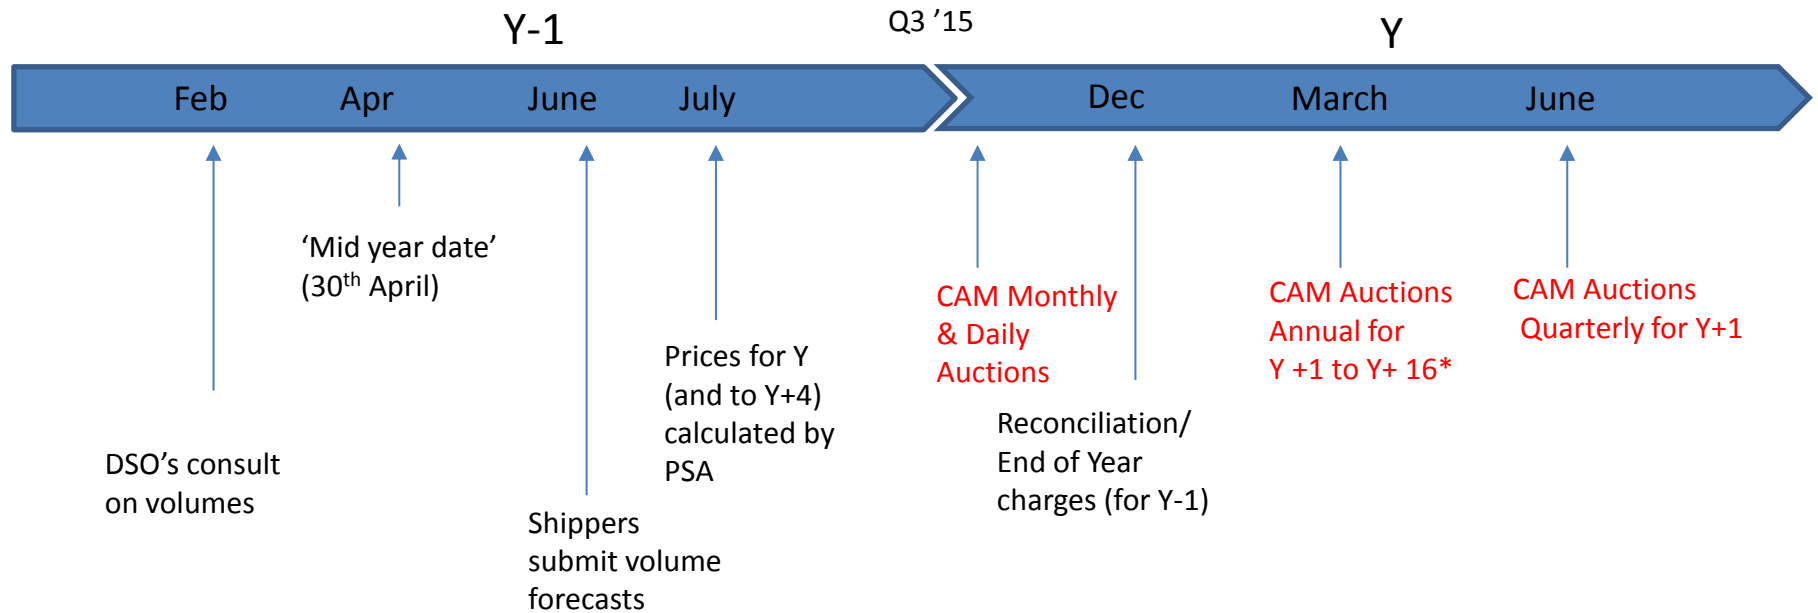 Y-1
Q3 ’15
Y
Feb
Apr
June
July
Dec
March
June
‘Mid year date’
(30th April)
DSO’s consult
on volumes
Shippers
submit volume
forecasts
Prices for Y
(and to Y+4)
calculated by
PSA
CAM Monthly
& Daily
Auctions
Reconciliation/
End of Year
charges (for Y-1)
CAM Auctions
Annual for
Y +1 to Y+ 16*
CAM Auctions
Quarterly for Y+1